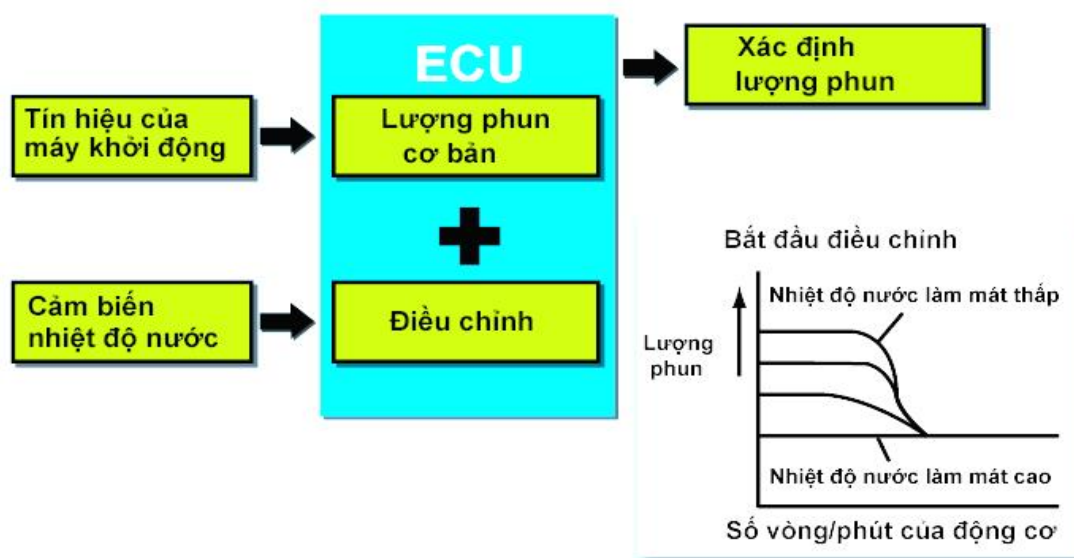 ECU
Xác định
lượng phun
Tín hiệu của
máy khởi động
Lượng phun
cơ bản
Cảm biến
nhiệt độ nước
Điều chỉnh
Bắt đầu điều chỉnh
Nhiệt độ nước làm mát thấp
Lượng
phun
Nhiệt độ nước làm mát cao
Số vòng/phút của động cơ